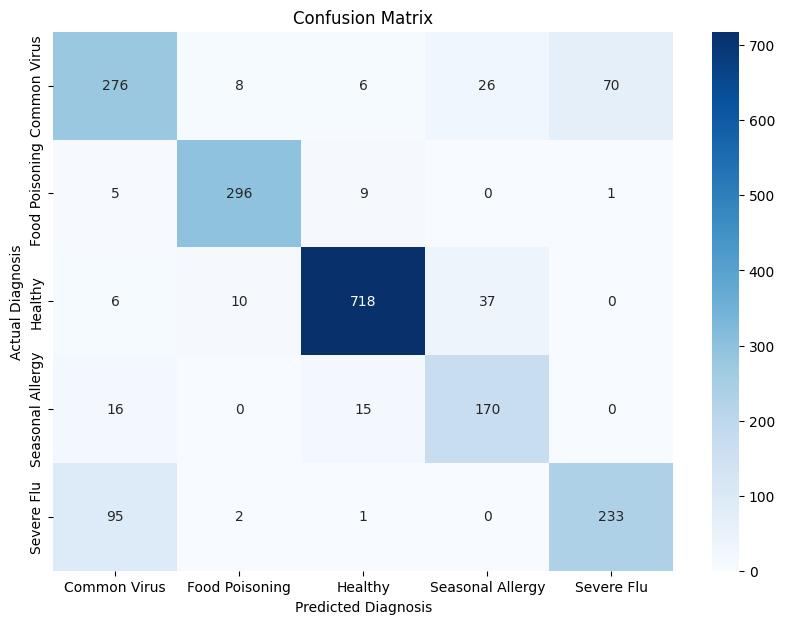 Confusion Matrix
Actual Diagnosis
Common Virus
276 8 6 26 70
Food Poisoning
5 296 9 0 1
Healthy
6 10 718 37 0
Seasonal Allergy
16 0 15 170 0
Severe Flu
95 2 1 0 233
Common Virus Food Poisoning Healthy Seasonal Allergy Severe Flu
Predicted Diagnosis
700
600
500
400
300
200
100
0